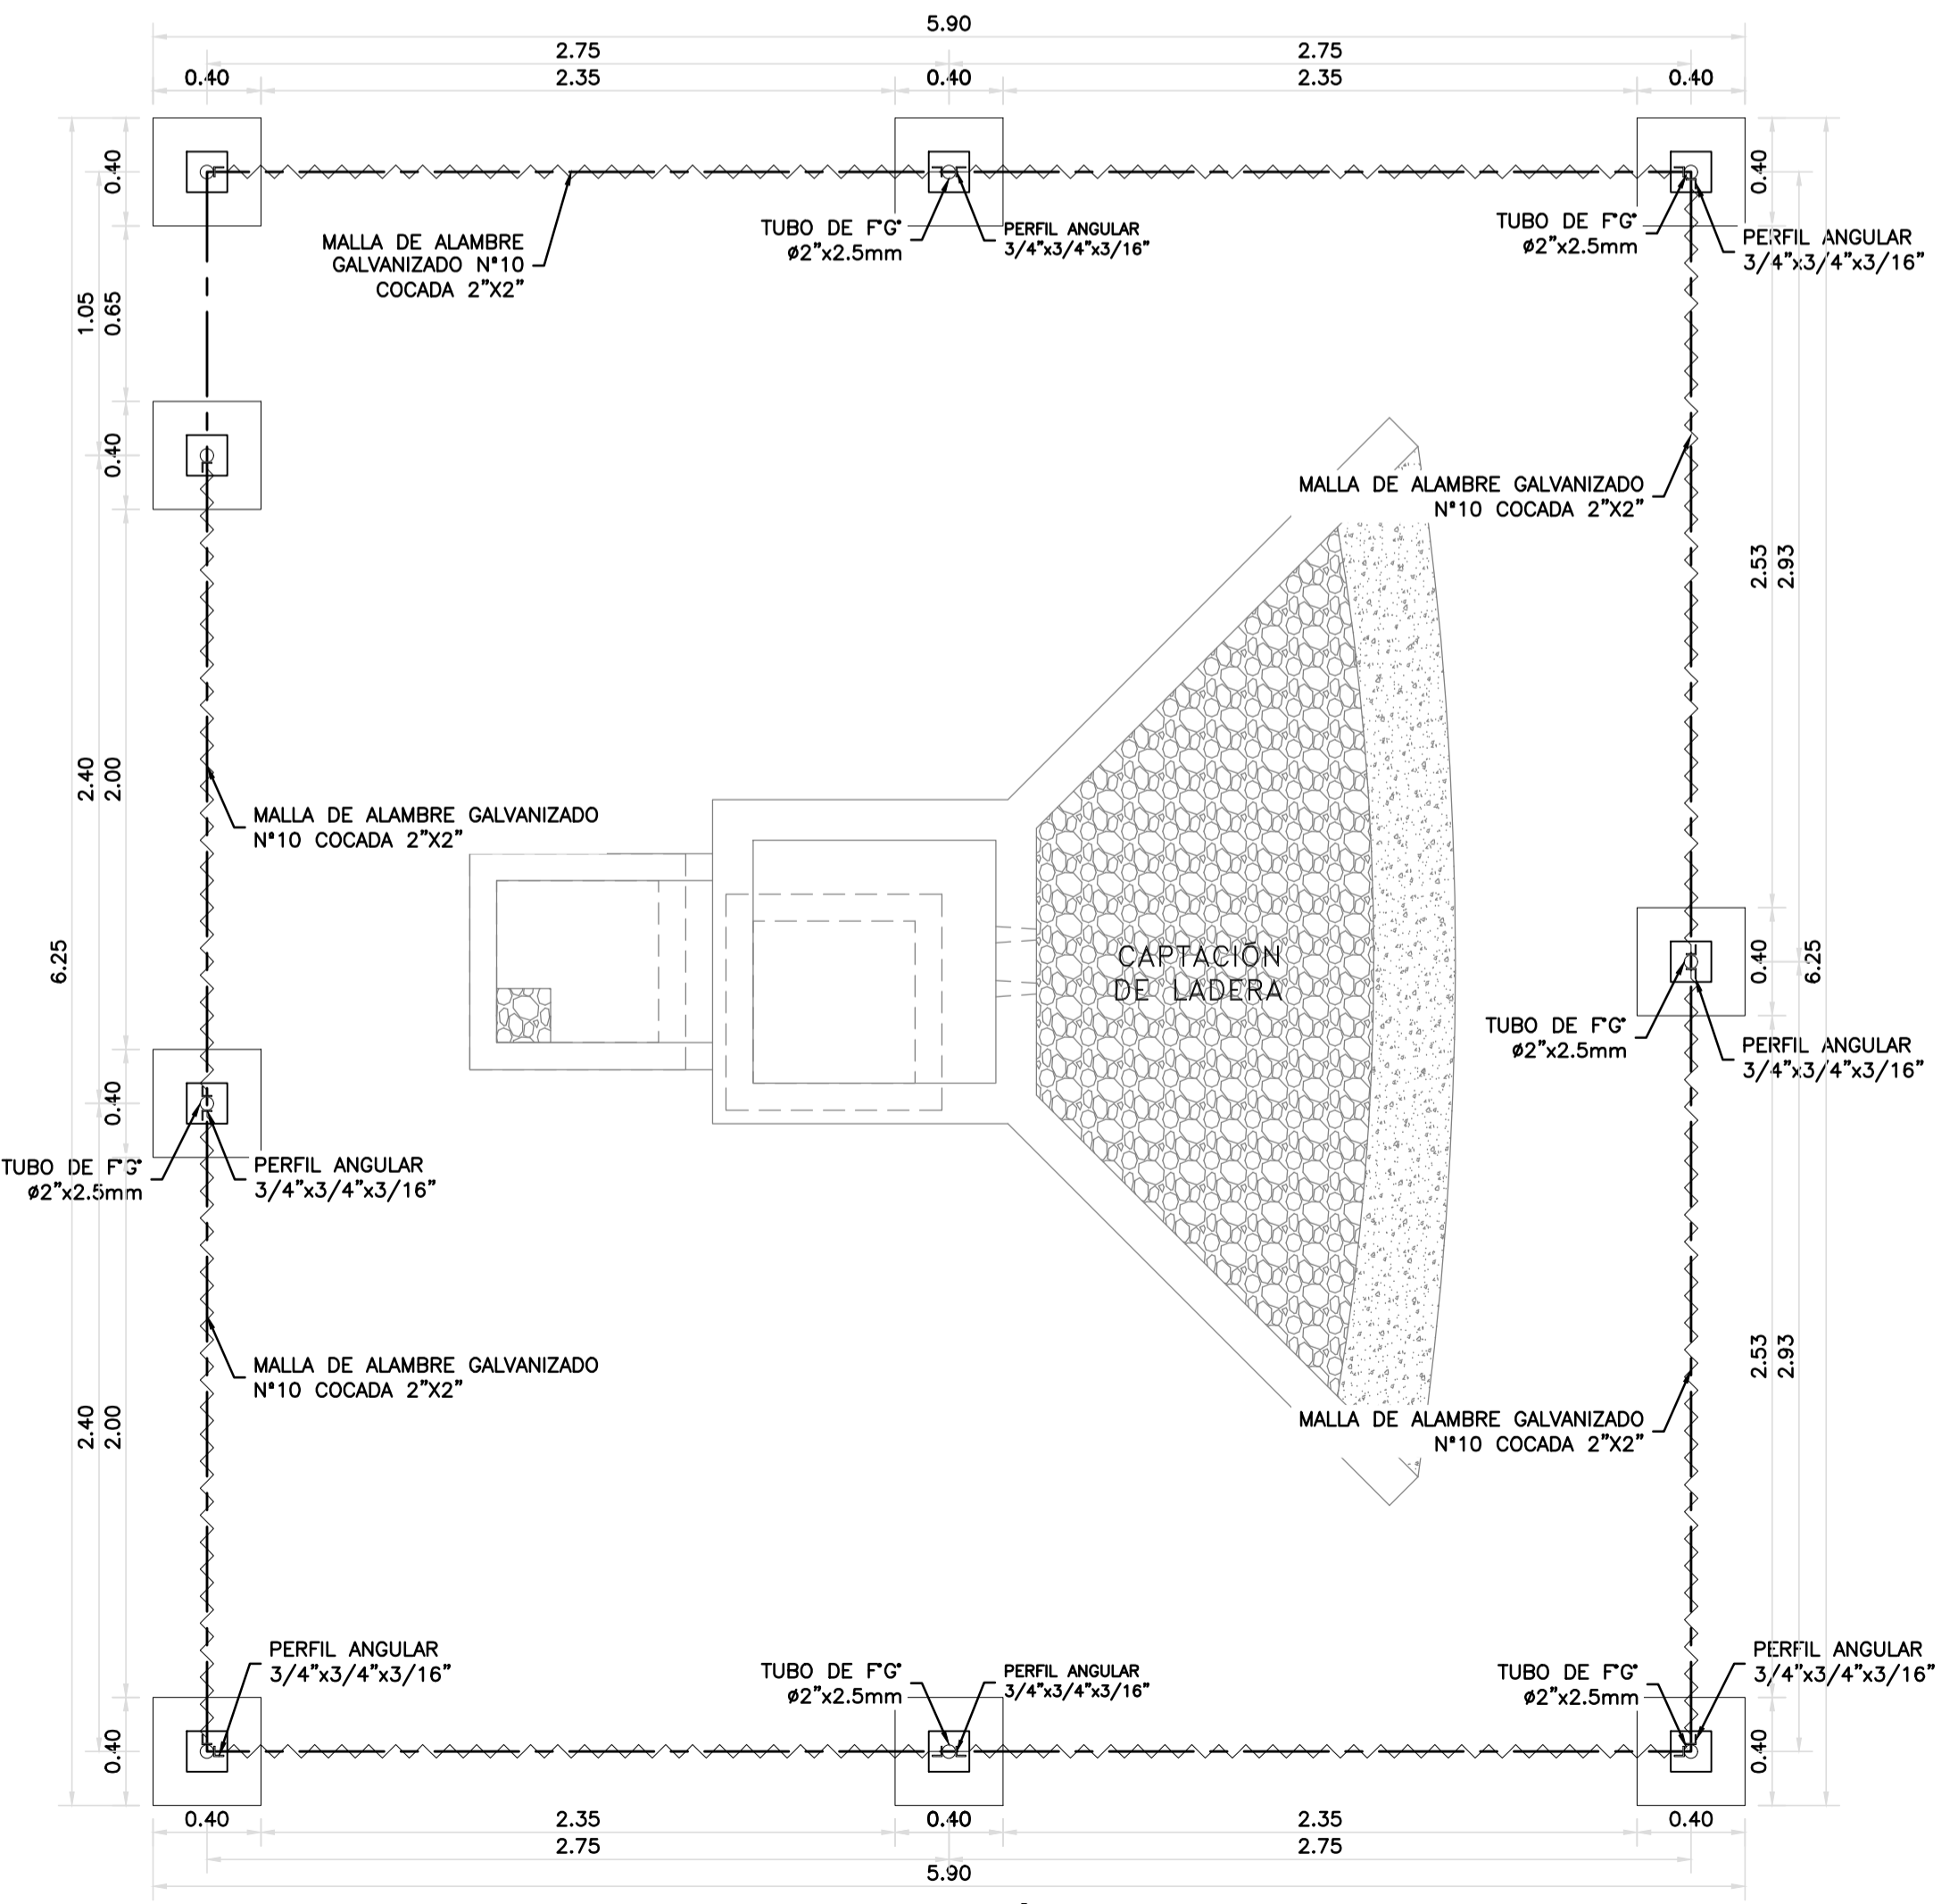 5.90
2.75 2.75
0.40 2.35 0.40 2.35 0.40
0.40
0.40
TUBO DE F°G°
ø2"x2.5mm
PERFIL ANGULAR
3/4"x3/4"x3/16"
TUBO DE F°G°
ø2"x2.5mm
PERFIL ANGULAR
3/4"x3/4"x3/16"
MALLA DE ALAMBRE
GALVANIZADO Nª10
COCADA 2"X2"
1.05
0.65
0.40
MALLA DE ALAMBRE GALVANIZADO
Nª10 COCADA 2"X2"
2.53
2.93
2.40
2.00
MALLA DE ALAMBRE GALVANIZADO
Nª10 COCADA 2"X2"
6.25
CAPTACIÓN
DE LADERA
0.40
6.25
TUBO DE F°G°
ø2"x2.5mm
PERFIL ANGULAR
3/4"x3/4"x3/16"
0.40
TUBO DE F°G°
ø2"x2.5mm
PERFIL ANGULAR
3/4"x3/4"x3/16"
MALLA DE ALAMBRE GALVANIZADO
Nª10 COCADA 2"X2"
2.53
2.93
2.40
2.00
MALLA DE ALAMBRE GALVANIZADO
Nª10 COCADA 2"X2"
PERFIL ANGULAR
3/4"x3/4"x3/16"
TUBO DE F°G°
ø2"x2.5mm
PERFIL ANGULAR
3/4"x3/4"x3/16"
TUBO DE F°G°
ø2"x2.5mm
PERFIL ANGULAR
3/4"x3/4"x3/16"
0.40
0.40
0.40 2.35 0.40 2.35 0.40
2.75 2.75
5.90